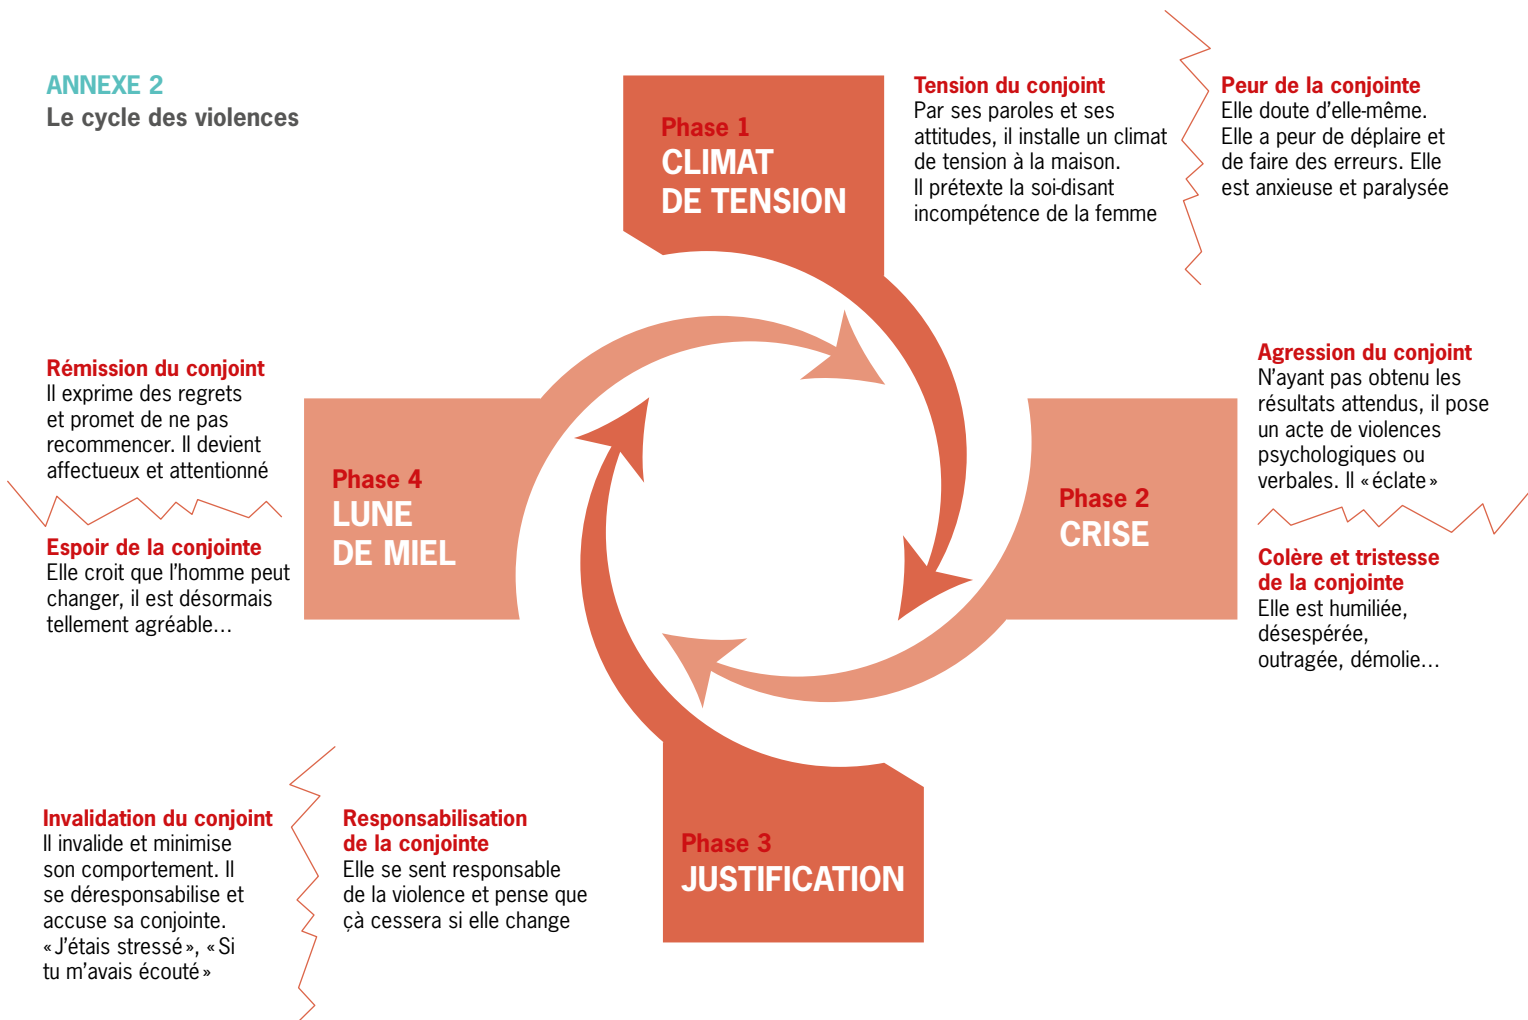 ANNEXE 2
Le cycle des violences
Phase 1
CLIMAT
DE TENSION
Tension du conjoint
Par ses paroles et ses
attitudes, il installe un climat
de tension à la maison.
Il prétexte la soi-disant
incompétence de la femme
Peur de la conjointe
Elle doute d’elle-même.
Elle a peur de déplaire et
de faire des erreurs. Elle
est anxieuse et paralysée
Phase 2
CRISE
Agression du conjoint
N’ayant pas obtenu les
résultats attendus, il pose
un acte de violences
psychologiques ou
verbales. Il «éclate»
Colère et tristesse
de la conjointe
Elle est humiliée,
désespérée,
outragée, démolie…
Phase 3
JUSTIFICATION
Invalidation du conjoint
Il invalide et minimise
son comportement. Il
se déresponsabilise et
accuse sa conjointe.
«J’étais stressé», «Si
tu m’avais écouté»
Responsabilisation
de la conjointe
Elle se sent responsable
de la violence et pense que
çà cessera si elle change
Phase 4
LUNE
DE MIEL
Rémission du conjoint
Il exprime des regrets
et promet de ne pas
recommencer. Il devient
affectueux et attentionné
Espoir de la conjointe
Elle croit que l’homme peut
changer, il est désormais
tellement agréable…